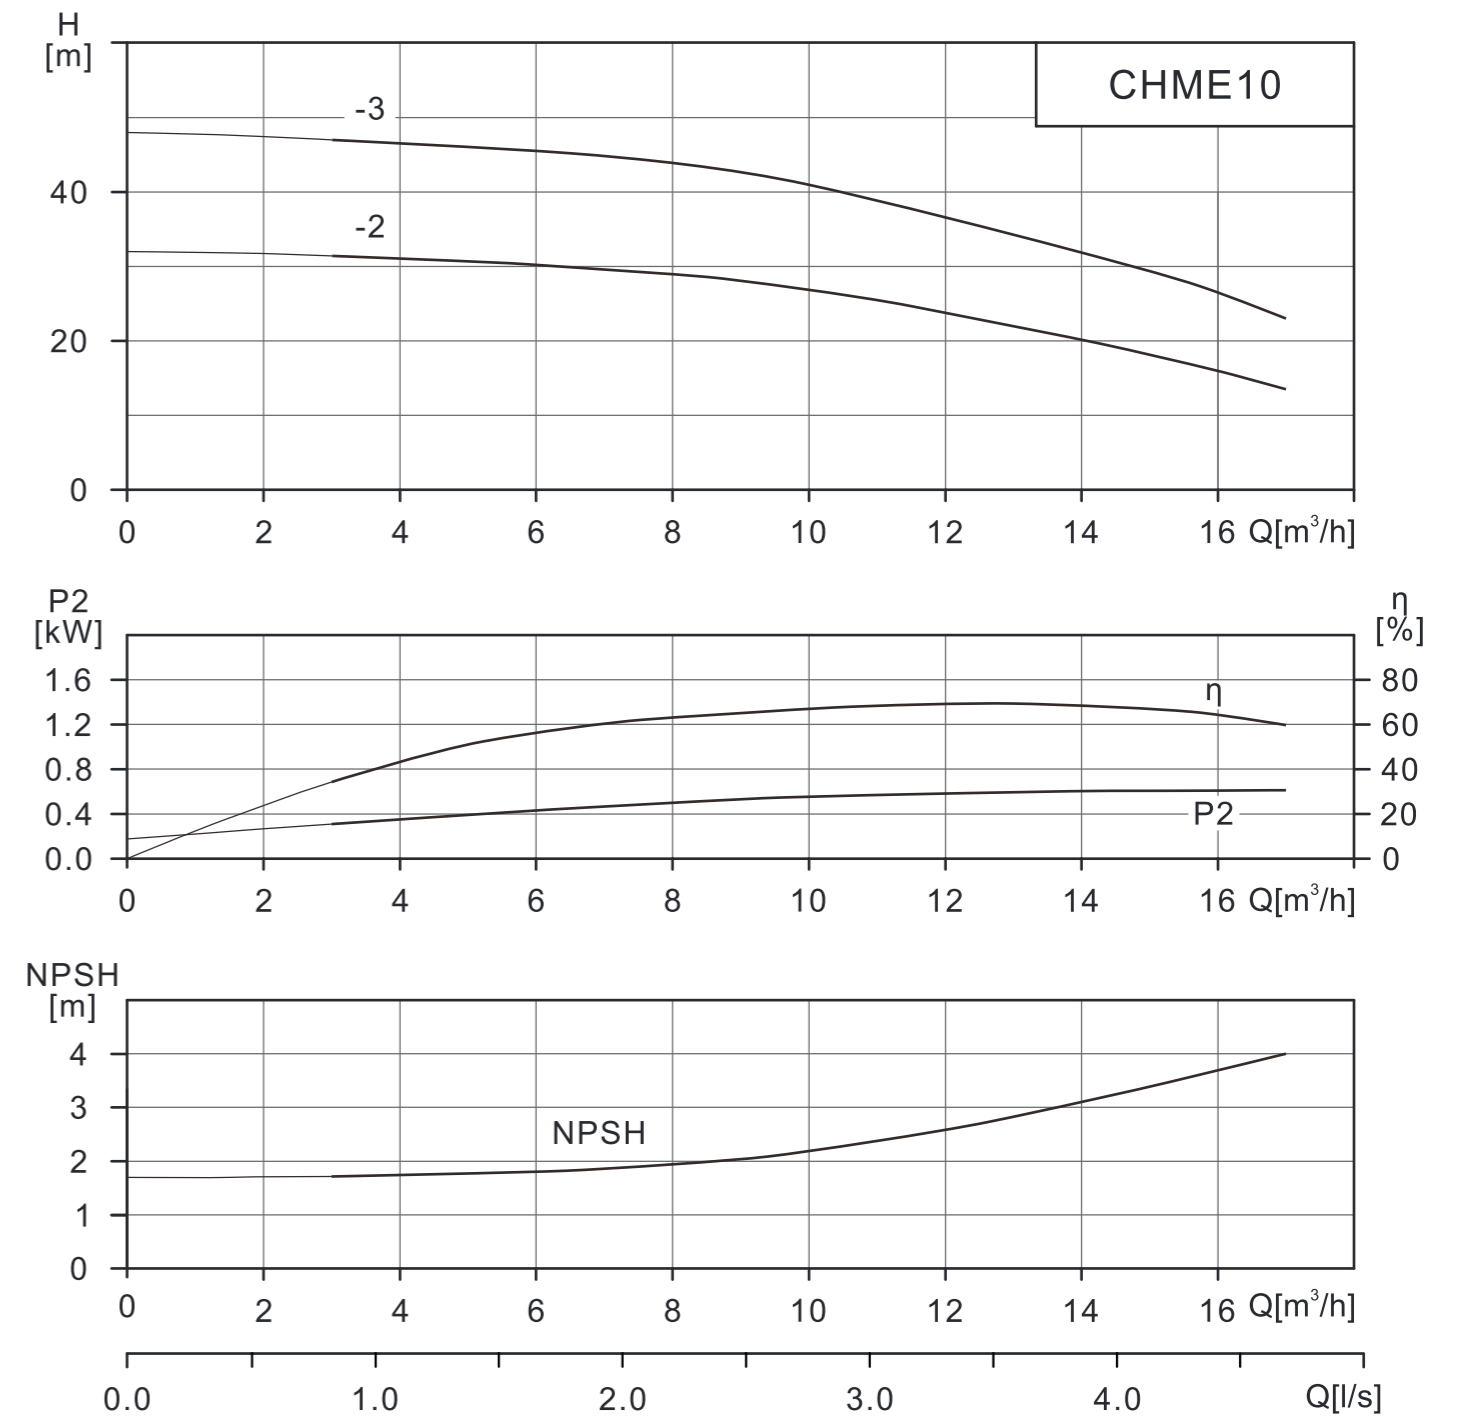 H
[m]
CHME10
-3
40
-2
20
0
0 2 4 6 8 10 12 14 16 Q[m³/h]
P2 η
[kW] [%]
1.6 η 80
1.2 60
0.8 40
0.4 P2 20
0.0 0
0 2 4 6 8 10 12 14 16 Q[m³/h]
NPSH
[m]
4
3
NPSH
2
1
0
0 2 4 6 8 10 12 14 16 Q[m³/h]
0.0 1.0 2.0 3.0 4.0 Q[l/s]